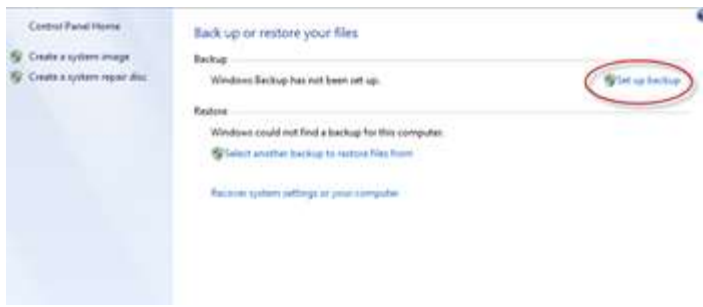 Control Panel Home
Create a system image
Create a system repair disc
Back up or restore your files
Backup
Windows Backup has not been set up.
Set up backup
Restore
Windows could not find a backup for this computer.
Select another backup to restore files from
Recover system settings or your computer